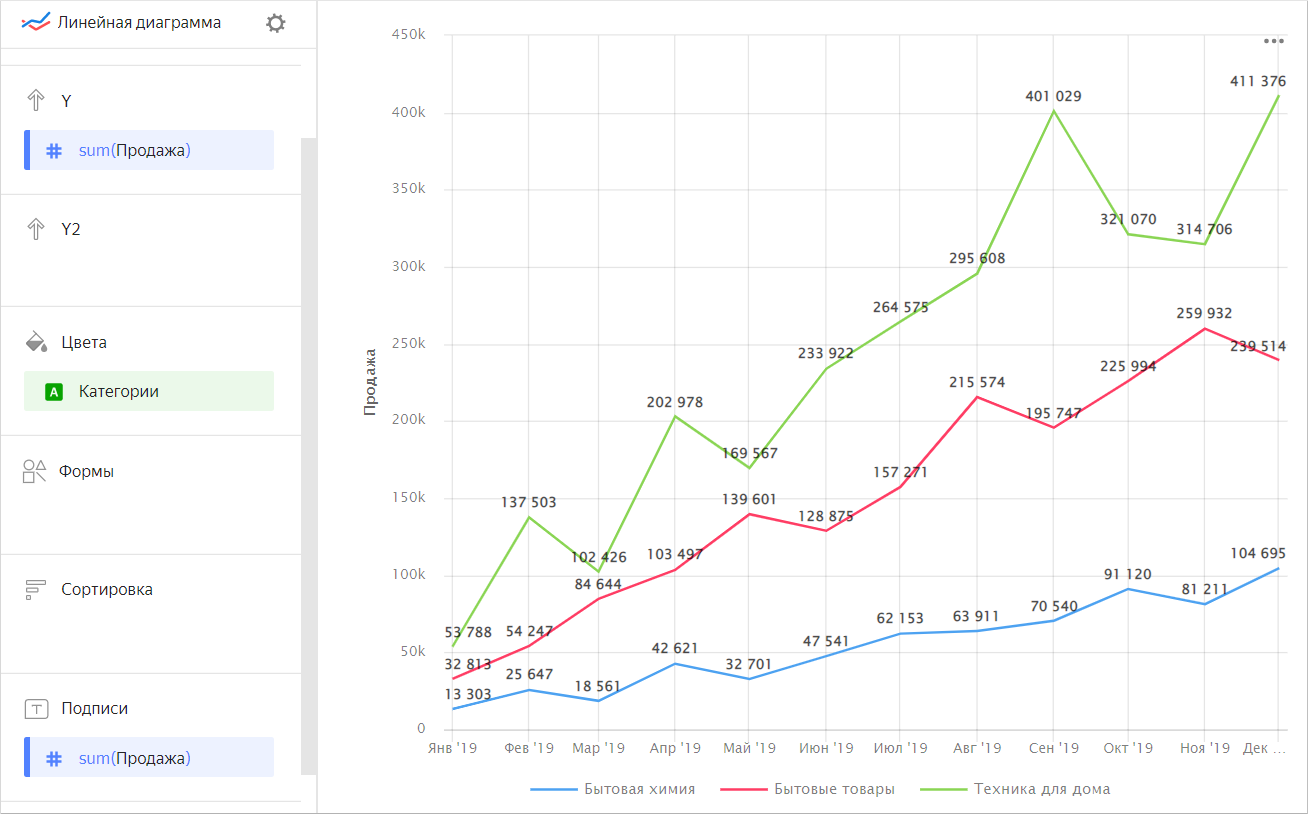 Линейная диаграмма
Y
sum(Продажа)
Y2
Цвета
A
Категории
Формы
Сортировка
T
Подписи
sum(Продажа)
450k
400k
350k
300k
250k
200k
150k
100k
50k
0
Продажа
53 788
137 503
102 426
202 978
169 567
233 922
264 575
295 608
401 029
321 070
314 706
411 376
32 813
54 247
84 644
103 497
139 601
128 875
157 271
215 574
195 747
225 994
259 932
239 514
13 303
25 647
18 561
42 621
32 701
47 541
62 153
63 911
70 540
91 120
81 211
104 695
Янв '19 Фев '19 Мар '19 Апр '19 Май '19 Июн '19 Июл '19 Авг '19 Сен '19 Окт '19 Ноя '19 Дек ...
Бытовая химия Бытовые товары Техника для дома